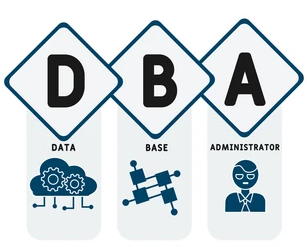 D B A
DATA BASE ADMINISTRATOR